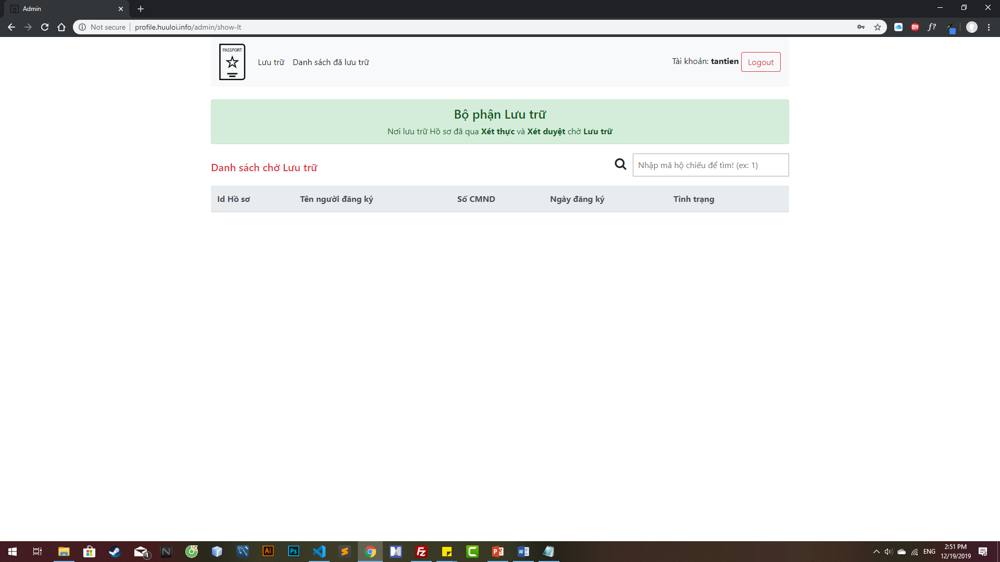 Admin
Not secure
profile.huuloi.info/admin/show-lt
MY
f?
PASSPORT
Lưu trữ
Danh sách đã lưu trữ
Tài khoản: tantien
Logout
Bộ phận Lưu trữ
Nơi lưu trữ Hồ sơ đã qua Xét thực và Xét duyệt chờ Lưu trữ
Danh sách chờ Lưu trữ
Nhập mã hộ chiếu để tìm! (ex: 1)
Id Hồ sơ
Tên người đăng ký
Số CMND
Ngày đăng ký
Tình trạng
1
N
Ai
Ps
Fz
C
P
W
ENG
2:51 PM
12/19/2019